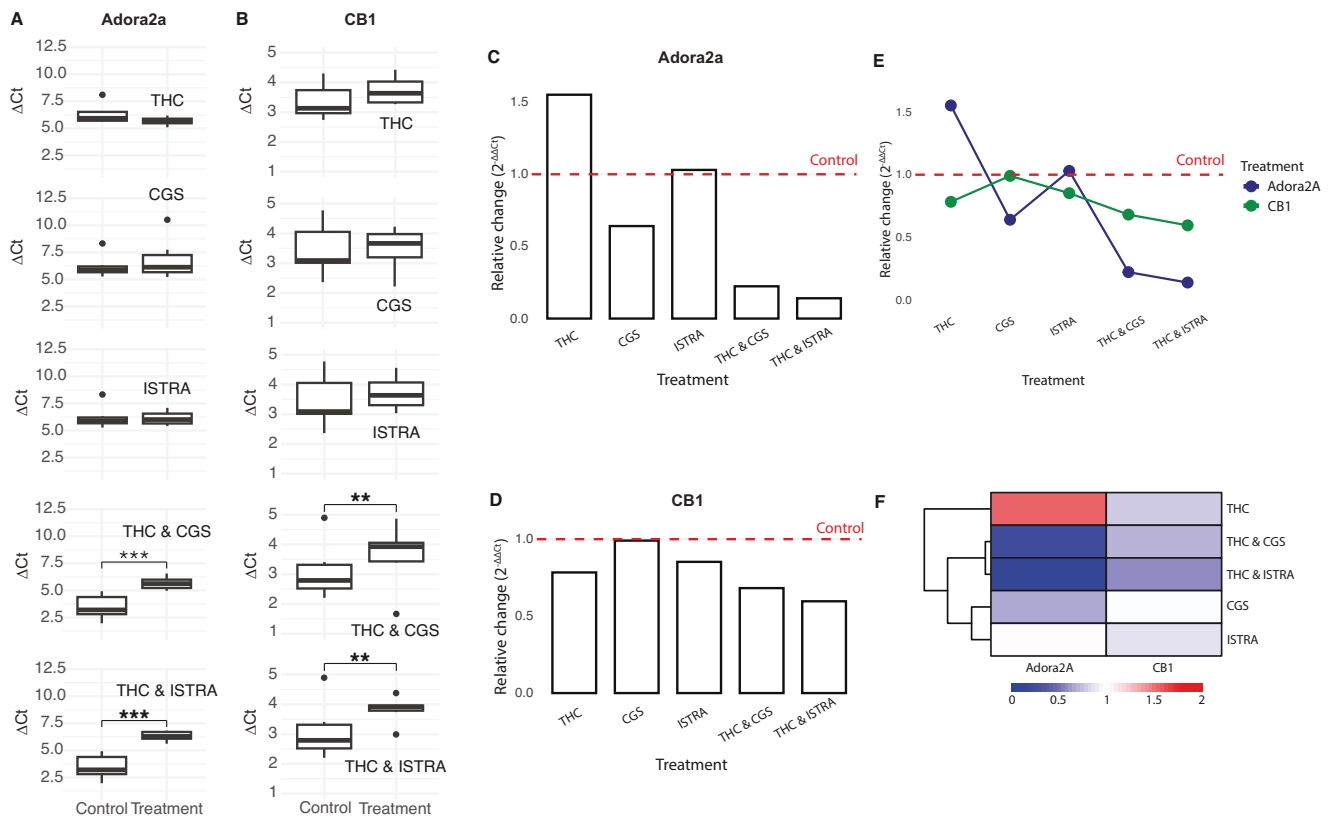 A
Adora2a
12.5
10.0
7.5
5.0
2.5
ΔCt
THC
12.5
10.0
7.5
5.0
2.5
ΔCt
CGS
12.5
10.0
7.5
5.0
2.5
ΔCt
ISTRA
12.5
10.0
7.5
5.0
2.5
ΔCt
THC & CGS
***
12.5
10.0
7.5
5.0
2.5
ΔCt
THC & ISTRA
***
Control Treatment
B
CB1
5
4
3
2
1
ΔCt
THC
5
4
3
2
1
ΔCt
CGS
5
4
3
2
1
ΔCt
ISTRA
5
4
3
2
1
ΔCt
**
THC & CGS
5
4
3
2
1
ΔCt
**
THC & ISTRA
Control Treatment
C
Adora2a
Relative change (2-ΔΔCt)
1.5
1.0
0.5
0.0
Control
THC
CGS
ISTRA
THC & CGS
THC & ISTRA
Treatment
D
CB1
Relative change (2-ΔΔCt)
1.0
0.5
0.0
Control
THC
CGS
ISTRA
THC & CGS
THC & ISTRA
Treatment
E
Relative change (2-ΔΔCt)
1.5
1.0
0.5
0.0
Control
THC
CGS
ISTRA
THC & CGS
THC & ISTRA
Treatment
Treatment
Adora2A
CB1
F
THC
THC & CGS
THC & ISTRA
CGS
ISTRA
Adora2A
CB1
0 0.5 1 1.5 2